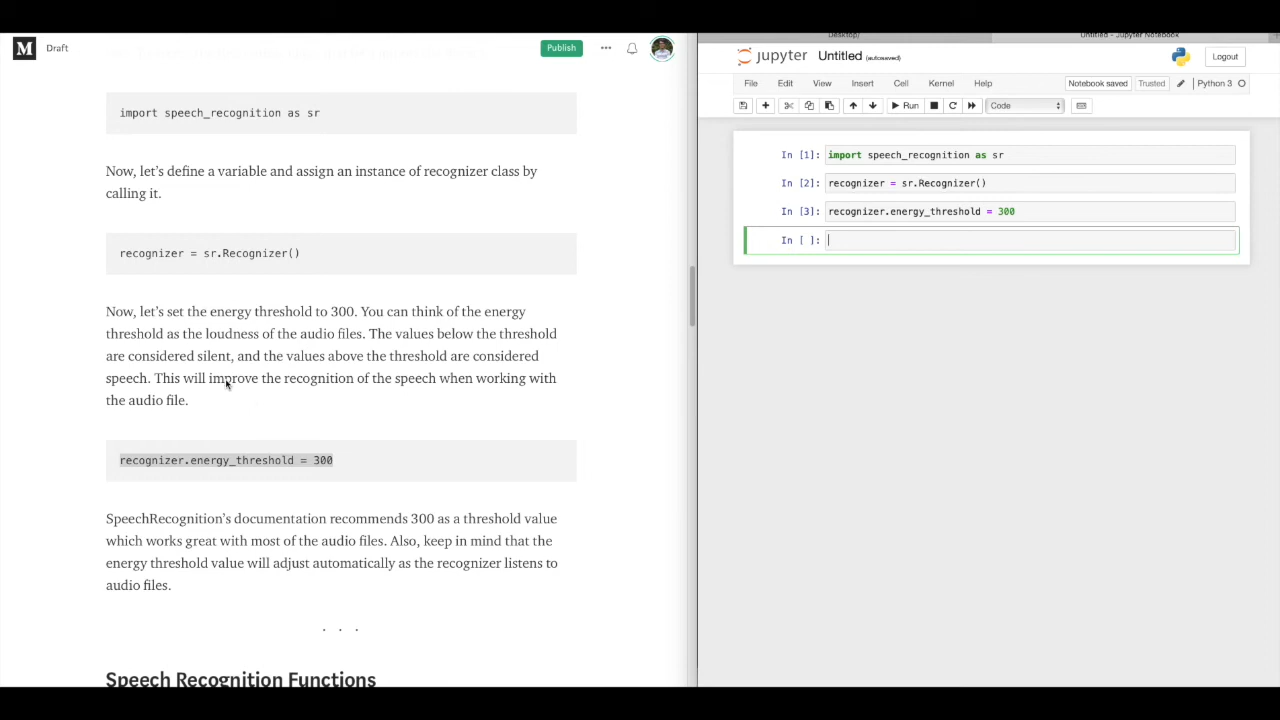 Draft
Publish
import speech_recognition as sr
Now, let's define a variable and assign an instance of recognizer class by
calling it.
recognizer = sr.Recognizer()
Now, let's set the energy threshold to 300. You can think of the energy
threshold as the loudness of the audio files. The values below the threshold
are considered silent, and the values above the threshold are considered
speech. This will improve the recognition of the speech when working with
the audio file.
recognizer.energy_threshold = 300
SpeechRecognition's documentation recommends 300 as a threshold value
which works great with most of the audio files. Also, keep in mind that the
energy threshold value will adjust automatically as the recognizer listens to
audio files.
. . .
Speech Recognition Functions
Desktop/
Untitled - Jupyter Notebook
jupyter Untitled (autosaved)
Logout
File Edit View Insert Cell Kernel Help
Notebook saved Trusted Python 3
Run Code
In [1]: import speech_recognition as sr
In [2]: recognizer = sr.Recognizer()
In [3]: recognizer.energy_threshold = 300
In [ ]: